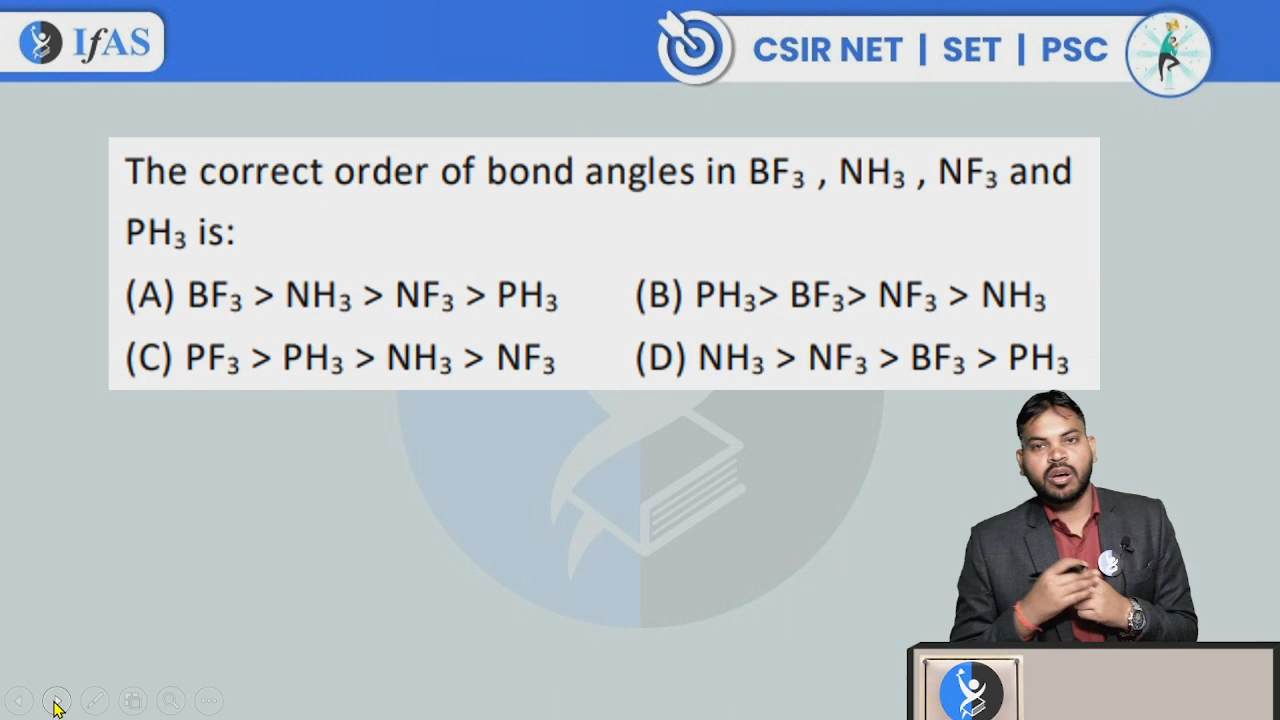 IfAS
CSIR NET | SET | PSC
The correct order of bond angles in BF₃ , NH₃ , NF₃ and
PH₃ is:
(A) BF₃ > NH₃ > NF₃ > PH₃ (B) PH₃> BF₃> NF₃ > NH₃
(C) PF₃ > PH₃ > NH₃ > NF₃ (D) NH₃ > NF₃ > BF₃ > PH₃